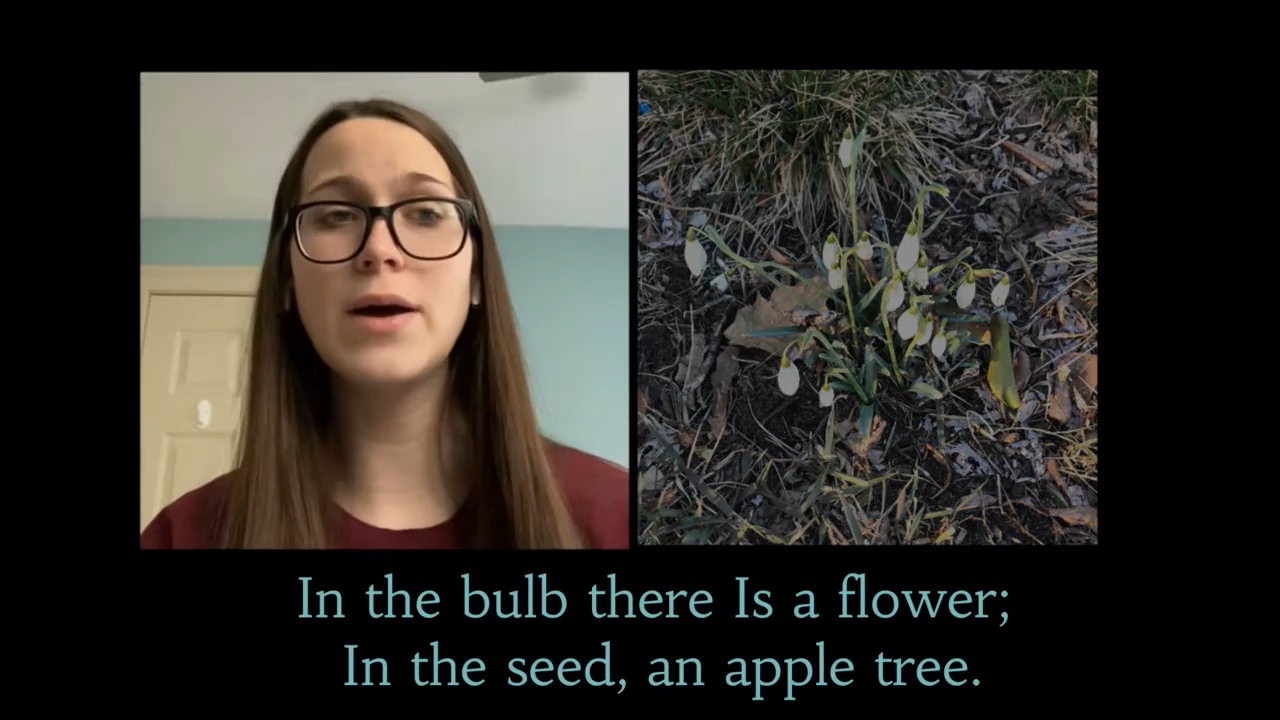 In the bulb there Is a flower;
In the seed, an apple tree.